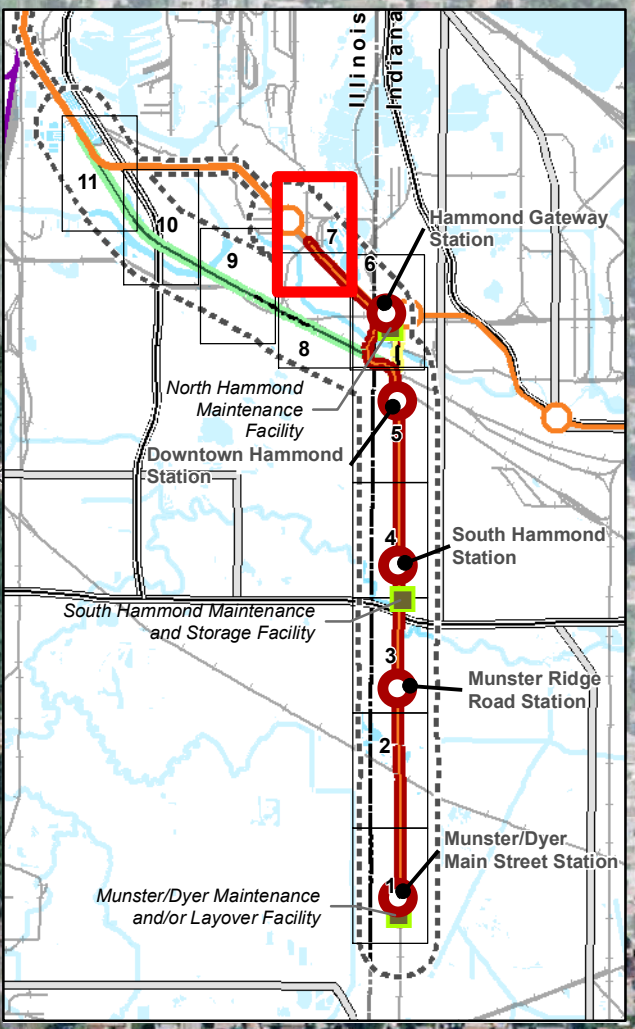 Illinois
Indiana
11
10
9
8
7
6
Hammond Gateway
Station
North Hammond
Maintenance
Facility
5
Downtown Hammond
Station
4
South Hammond
Station
South Hammond Maintenance
and Storage Facility
3
Munster Ridge
Road Station
2
Munster/Dyer
Main Street Station
1
Munster/Dyer Maintenance
and/or Layover Facility